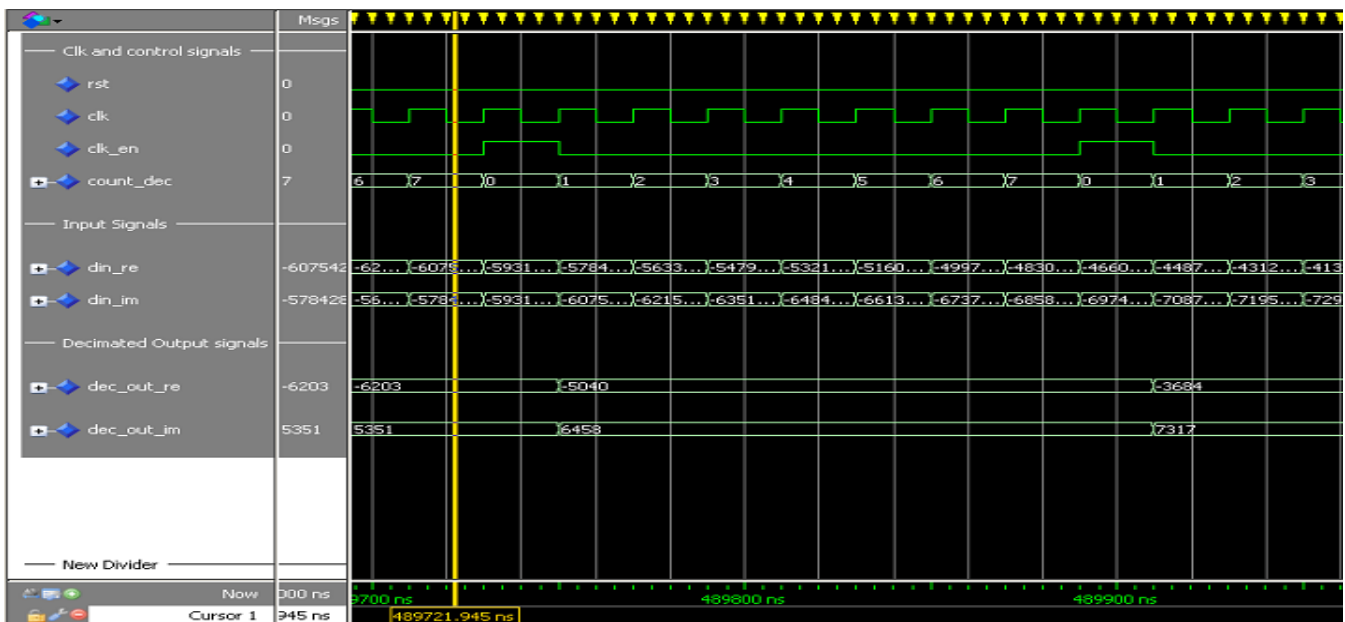 Msgs
Clk and control signals
rst 0
clk 0
clk_en 0
count_dec 7 6 7 0 1 2 3 4 5 6 7 0 1 2 3
Input Signals
din_re -607542 -62... -6075... -5931... -5784... -5633... -5479... -5321... -5160... -4997... -4830... -4660... -4487... -4312... -413
din_im -578428 -56... -5784... -5931... -6075... -6215... -6351... -6484... -6613... -6737... -6858... -6974... -7087... -7195... -729
Decimated Output signals
dec_out_re -6203 -6203 -5040 -3684
dec_out_im 5351 5351 6458 7317
New Divider
Now 000 ns 9700 ns 489800 ns 489900 ns
Cursor 1 945 ns 489721.945 ns